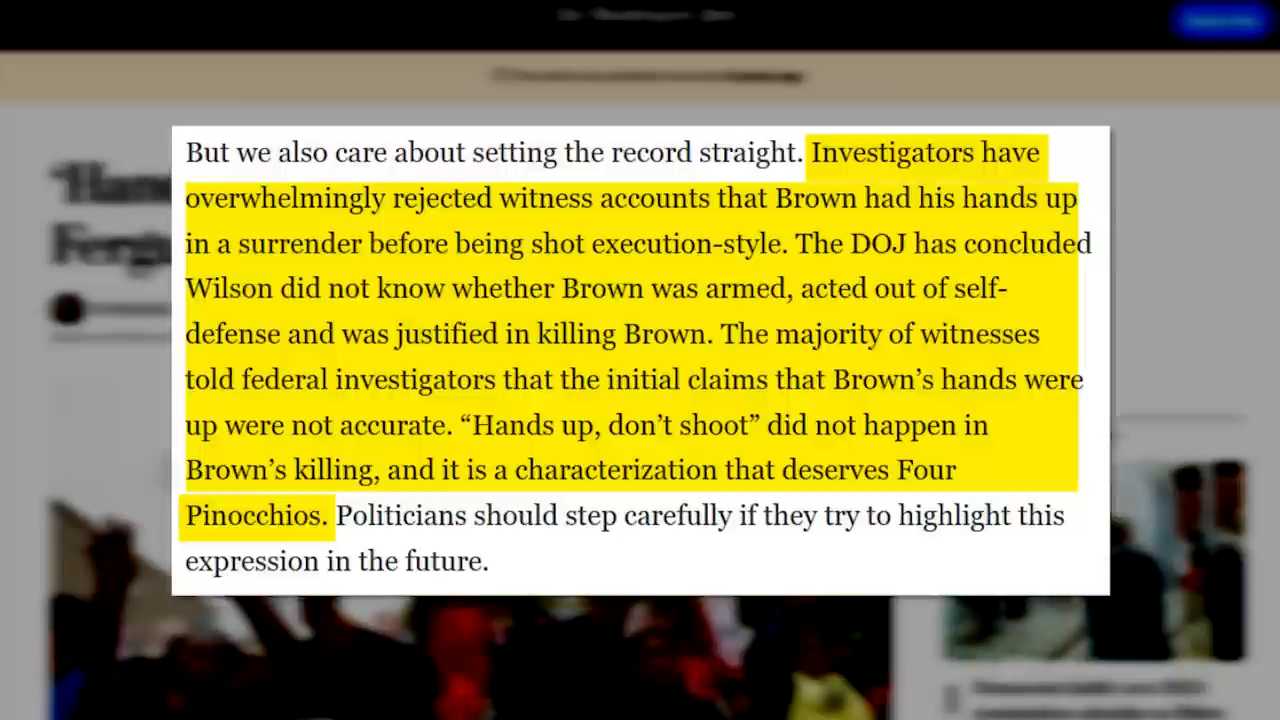 But we also care about setting the record straight. Investigators have
overwhelmingly rejected witness accounts that Brown had his hands up
in a surrender before being shot execution-style. The DOJ has concluded
Wilson did not know whether Brown was armed, acted out of self-
defense and was justified in killing Brown. The majority of witnesses
told federal investigators that the initial claims that Brown’s hands were
up were not accurate. “Hands up, don’t shoot” did not happen in
Brown’s killing, and it is a characterization that deserves Four
Pinocchios. Politicians should step carefully if they try to highlight this
expression in the future.